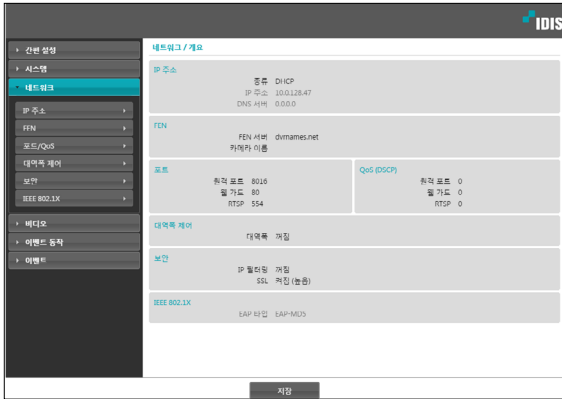 IDIS
간편 설정
시스템
네트워크
IP 주소
FEN
포트/QoS
대역폭 제어
보안
IEEE 802.1X
비디오
이벤트 동작
이벤트
네트워크 / 개요
IP 주소
종류 DHCP
IP 주소 10.0.128.47
DNS 서버 0.0.0.0
FEN
FEN 서버 dvrnames.net
카메라 이름
포트
원격 포트 8016
웹 가드 80
RTSP 554
QoS (DSCP)
원격 포트 0
웹 가드 0
RTSP 0
대역폭 제어
대역폭 꺼짐
보안
IP 필터링 꺼짐
SSL 켜짐 (높음)
IEEE 802.1X
EAP 타입 EAP-MD5
저장